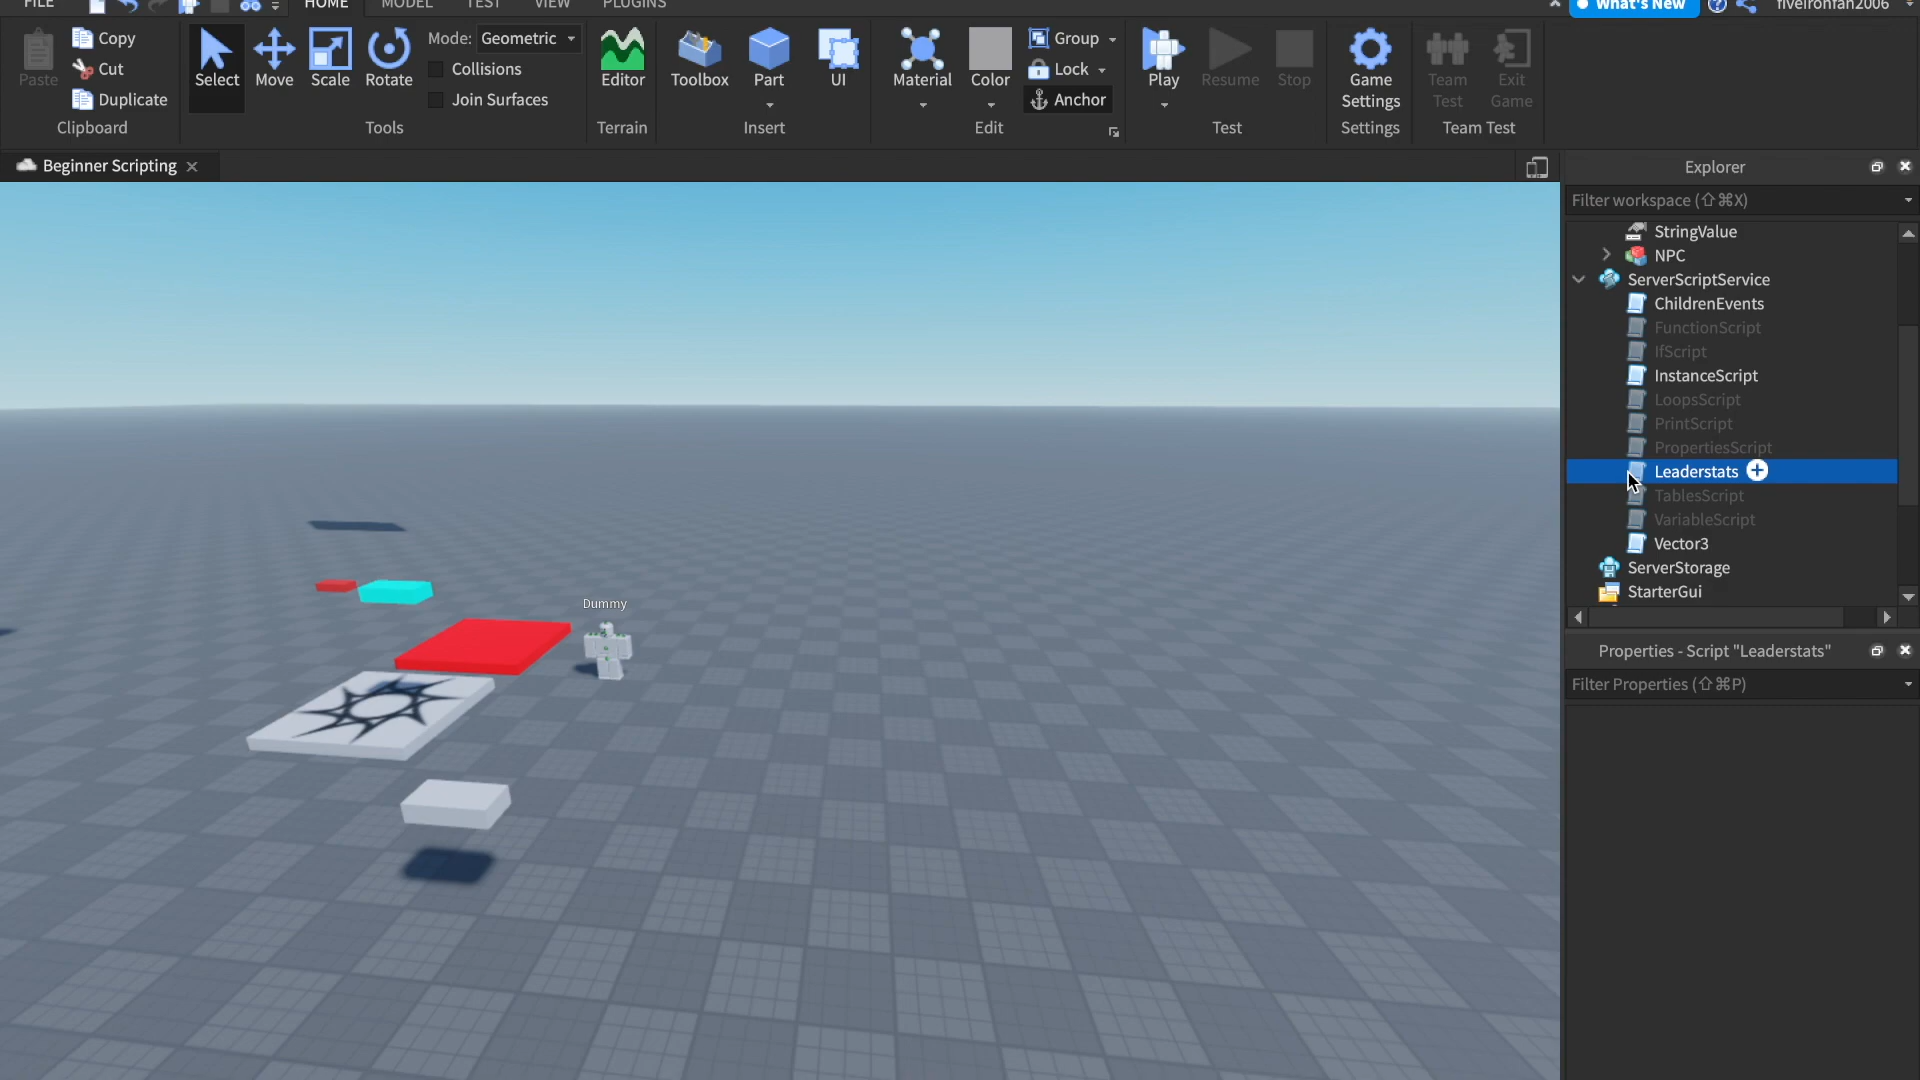 FILE
HOME
MODEL
TEST
VIEW
PLUGINS
What's New
fiveironfan2006
Paste
Copy
Cut
Duplicate
Clipboard
Select
Move
Scale
Rotate
Mode: Geometric
Collisions
Join Surfaces
Tools
Editor
Terrain
Toolbox
Part
UI
Insert
Material
Color
Group
Lock
Anchor
Edit
Play
Resume
Stop
Test
Game
Settings
Settings
Team
Test
Exit
Game
Team Test
Beginner Scripting
Dummy
Explorer
Filter workspace (⇧⌘X)
StringValue
NPC
ServerScriptService
ChildrenEvents
FunctionScript
IfScript
InstanceScript
LoopsScript
PrintScript
PropertiesScript
Leaderstats
TablesScript
VariableScript
Vector3
ServerStorage
StarterGui
Properties - Script "Leaderstats"
Filter Properties (⇧⌘P)